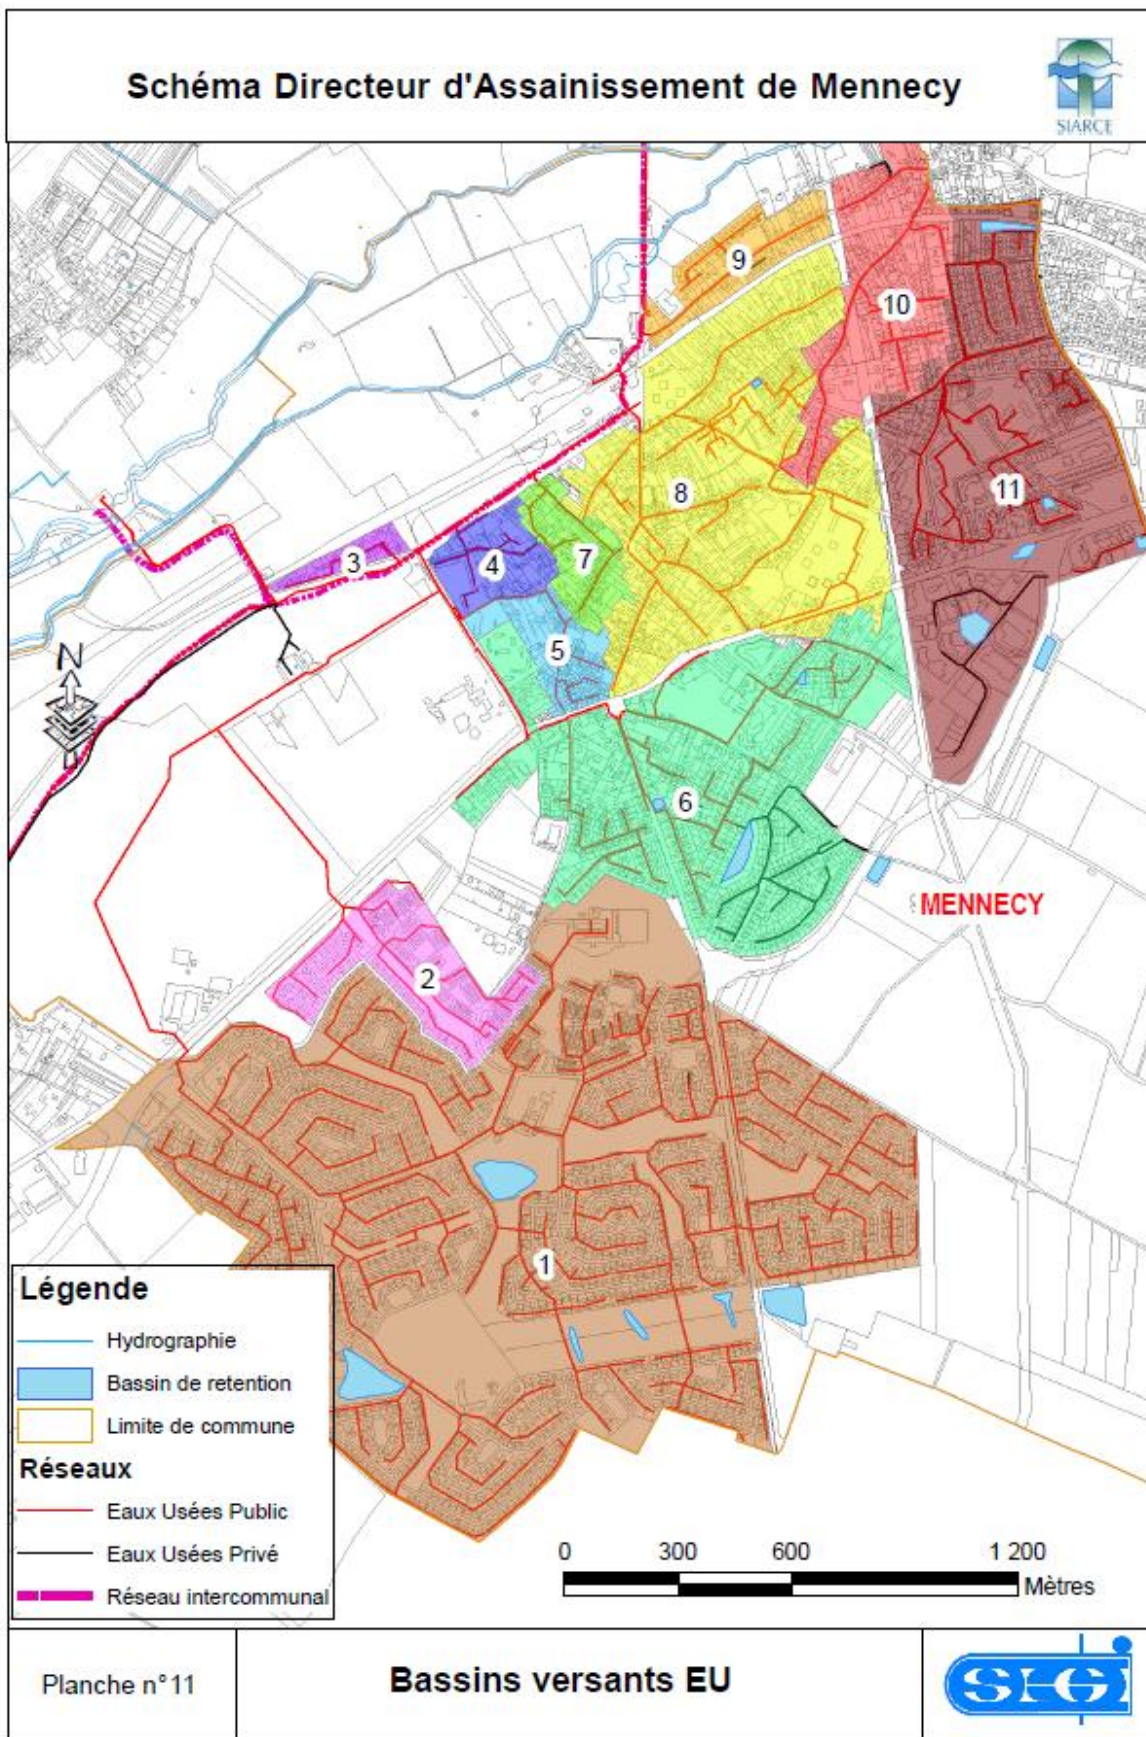 Schéma Directeur d'Assainissement de Mennecy
SIARCE
9
10
8
11
3
4
7
5
N
6
MENNECY
2
1
Légende
Hydrographie
Bassin de retention
Limite de commune
Réseaux
Eaux Usées Public
Eaux Usées Privé
Réseau intercommunal
0 300 600 1 200
Mètres
Planche n°11
Bassins versants EU
SEGI